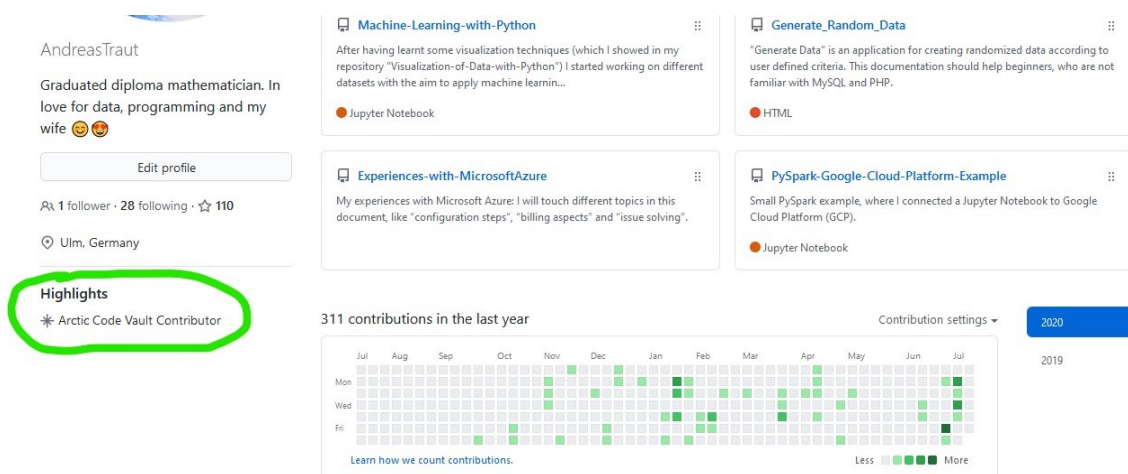 AndreasTraut
Graduated diploma mathematician. In
love for data, programming and my
wife 😊😍
Edit profile
1 follower · 28 following · 110
Ulm, Germany
Highlights
Arctic Code Vault Contributor
Machine-Learning-with-Python
After having learnt some visualization techniques (which I showed in my
repository "Visualization-of-Data-with-Python") I started working on different
datasets with the aim to apply machine learnin...
Jupyter Notebook
Generate_Random_Data
"Generate Data" is an application for creating randomized data according to
user defined criteria. This documentation should help beginners, who are not
familiar with MySQL and PHP.
HTML
Experiences-with-MicrosoftAzure
My experiences with Microsoft Azure: I will touch different topics in this
document, like "configuration steps", "billing aspects" and "issue solving".
PySpark-Google-Cloud-Platform-Example
Small PySpark example, where I connected a Jupyter Notebook to Google
Cloud Platform (GCP).
Jupyter Notebook
311 contributions in the last year
Contribution settings
2020
2019
Jul Aug Sep Oct Nov Dec Jan Feb Mar Apr May Jun Jul
Mon
Wed
Fri
Learn how we count contributions.
Less More